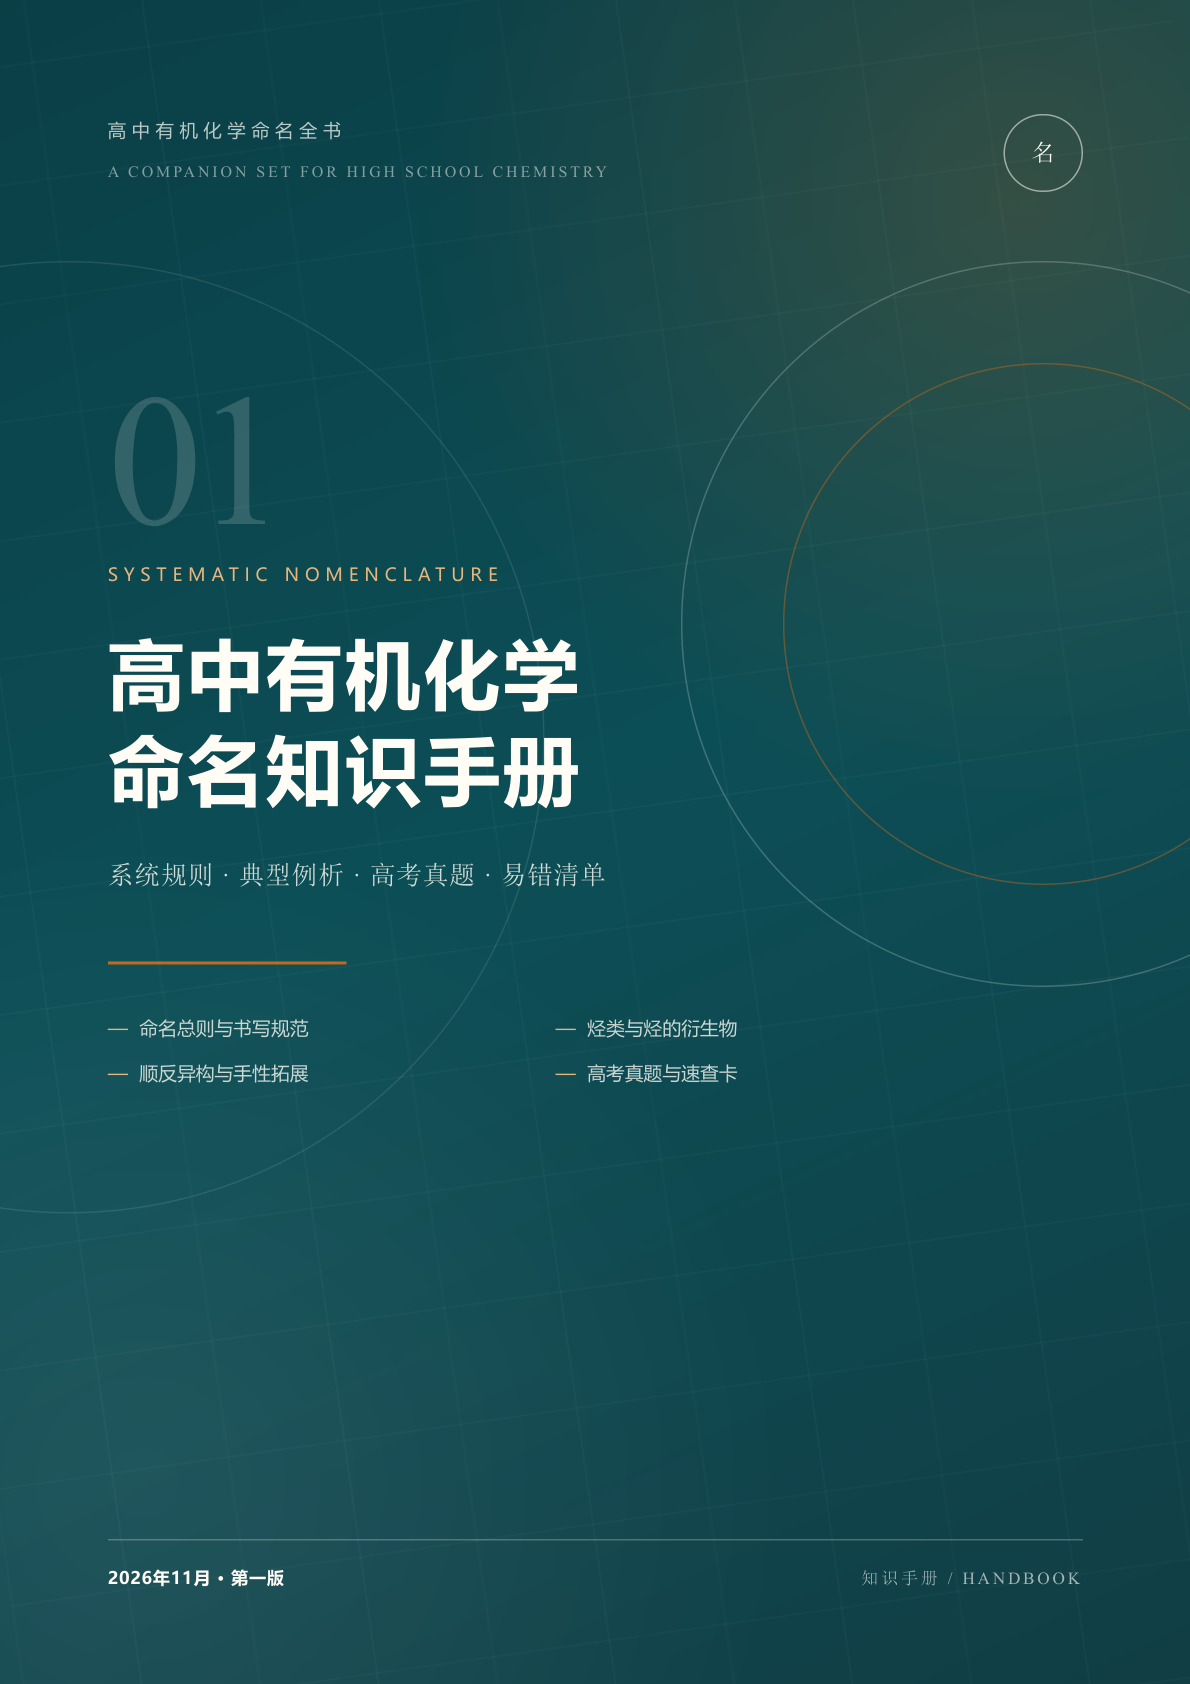 高中有机化学命名全书
A COMPANION SET FOR HIGH SCHOOL CHEMISTRY
名
01
SYSTEMATIC NOMENCLATURE
高中有机化学
命名知识手册
系统规则 · 典型例析 · 高考真题 · 易错清单
— 命名总则与书写规范
— 烃类与烃的衍生物
— 顺反异构与手性拓展
— 高考真题与速查卡
2026年11月 • 第一版
知识手册 / HANDBOOK